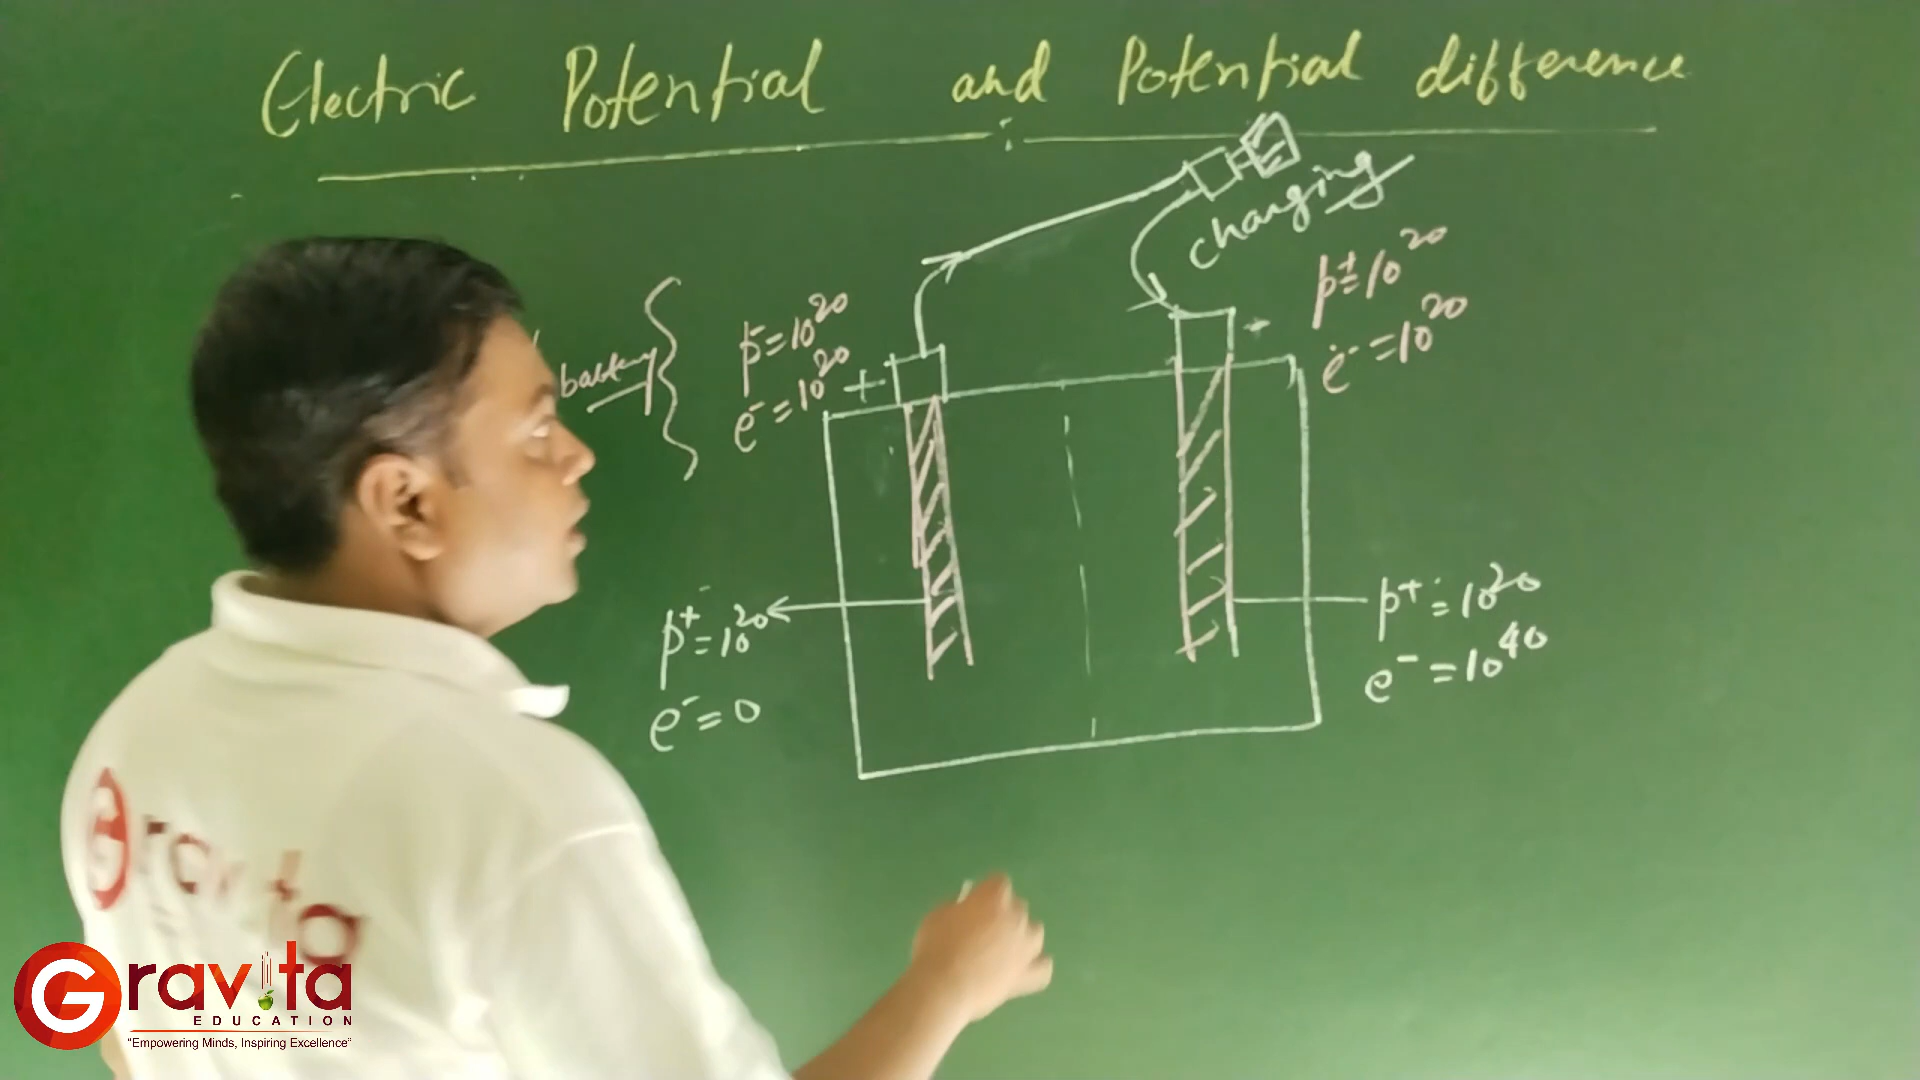 Electric Potential and Potential difference
charging
p+=10²⁰
e⁻=10²⁰
battery
p=10²⁰
e⁻=10²⁰
+
-
p+=10²⁰
e⁻=0
p+=10²⁰
e⁻=10⁴⁰
Gravita
Gravita
EDUCATION
"Empowering Minds, Inspiring Excellence"